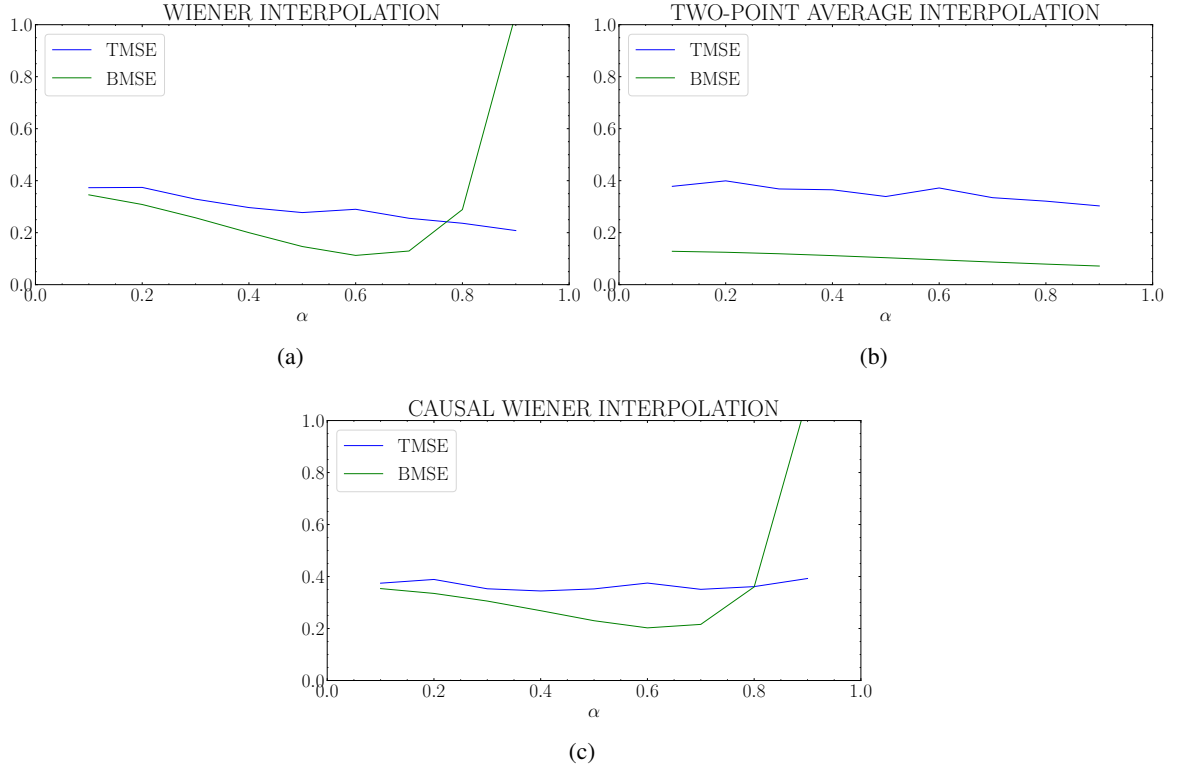 WIENER INTERPOLATION
1.0
0.8
0.6
0.4
0.2
0.0
TMSE
BMSE
0.0 0.2 0.4 0.6 0.8 1.0
α
(a)
TWO-POINT AVERAGE INTERPOLATION
1.0
0.8
0.6
0.4
0.2
0.0
TMSE
BMSE
0.0 0.2 0.4 0.6 0.8 1.0
α
(b)
CAUSAL WIENER INTERPOLATION
1.0
0.8
0.6
0.4
0.2
0.0
TMSE
BMSE
0.0 0.2 0.4 0.6 0.8 1.0
α
(c)